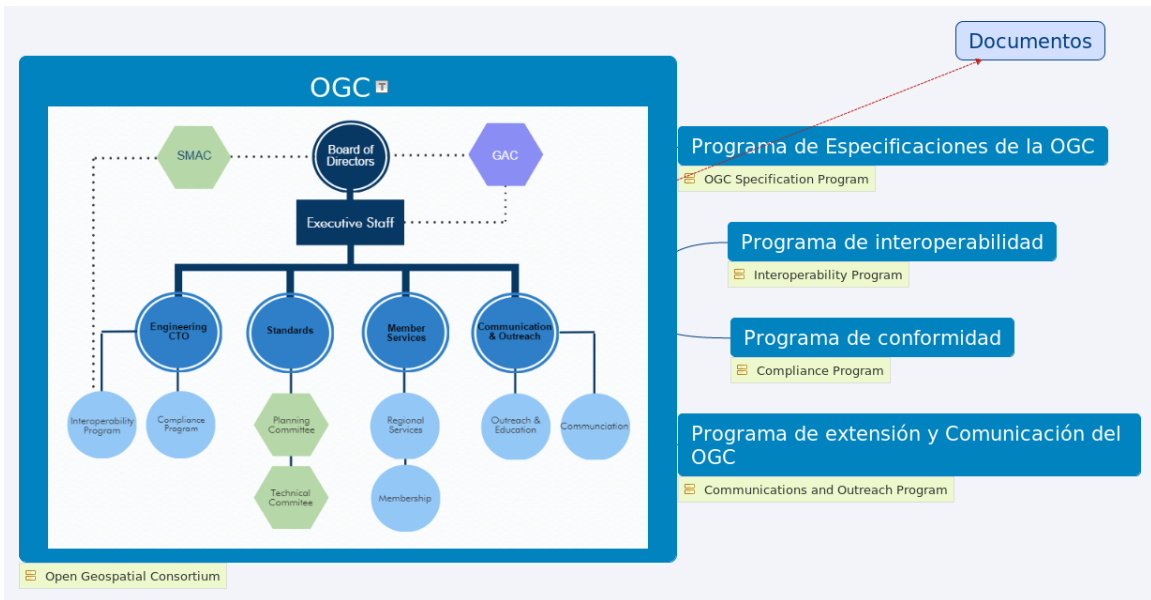 Documentos
OGC
SMAC
Board of
Directors
GAC
Executive Staff
Engineering
CTO
Standards
Member
Services
Communication
& Outreach
Interoperability
Program
Compliance
Program
Planning
Committee
Regional
Services
Outreach &
Education
Communciation
Technical
Commitee
Membership
Open Geospatial Consortium
Programa de Especificaciones de la OGC
OGC Specification Program
Programa de interoperabilidad
Interoperability Program
Programa de conformidad
Compliance Program
Programa de extensión y Comunicación del
OGC
Communications and Outreach Program